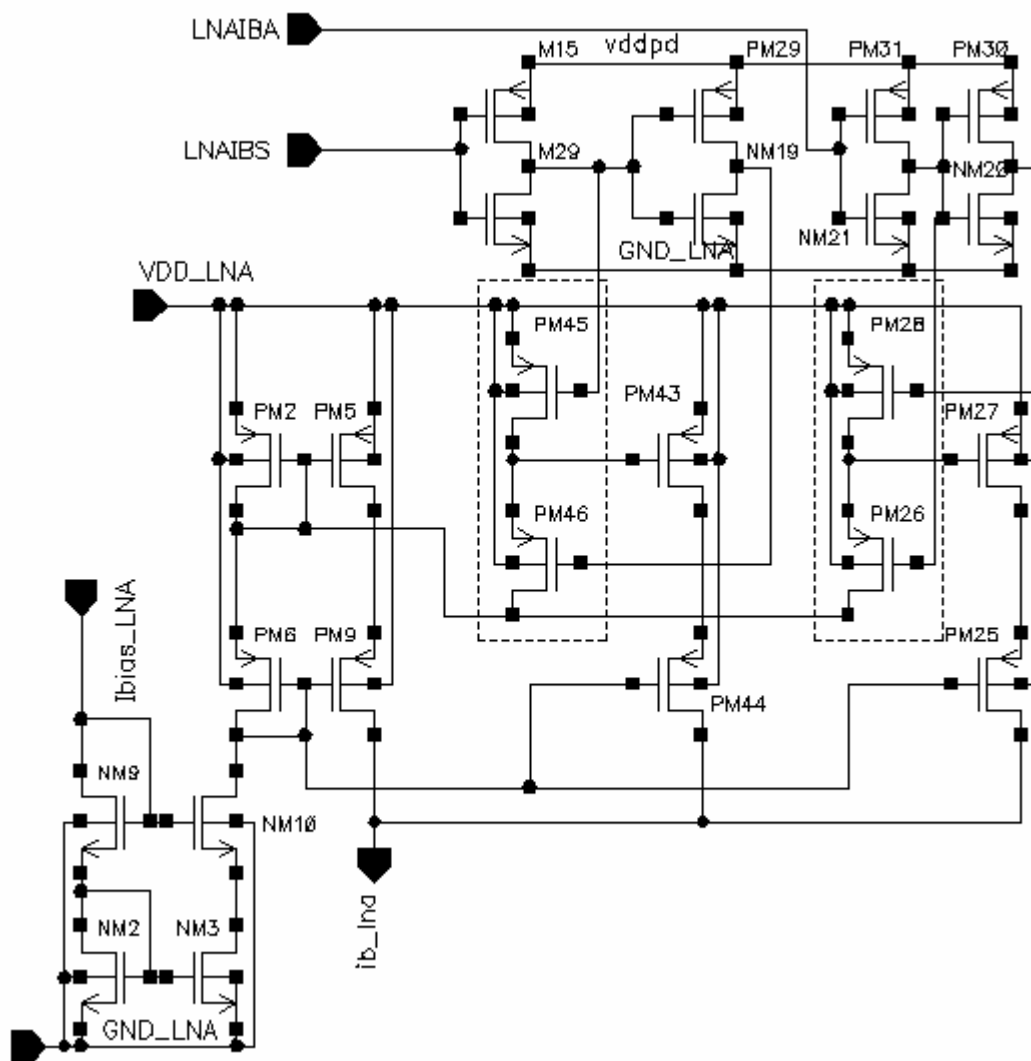 LNAIBA
M15 vddpd PM29 PM31 PM30
LNAIBS M29 NM19 NM20
NM21
GND_LNA
VDD_LNA
PM45 PM28
PM2 PM5 PM43 PM27
PM46 PM26
Ibias_LNA
PM6 PM9 PM25
PM44
NM9
NM10
ib_lna
NM2 NM3
GND_LNA